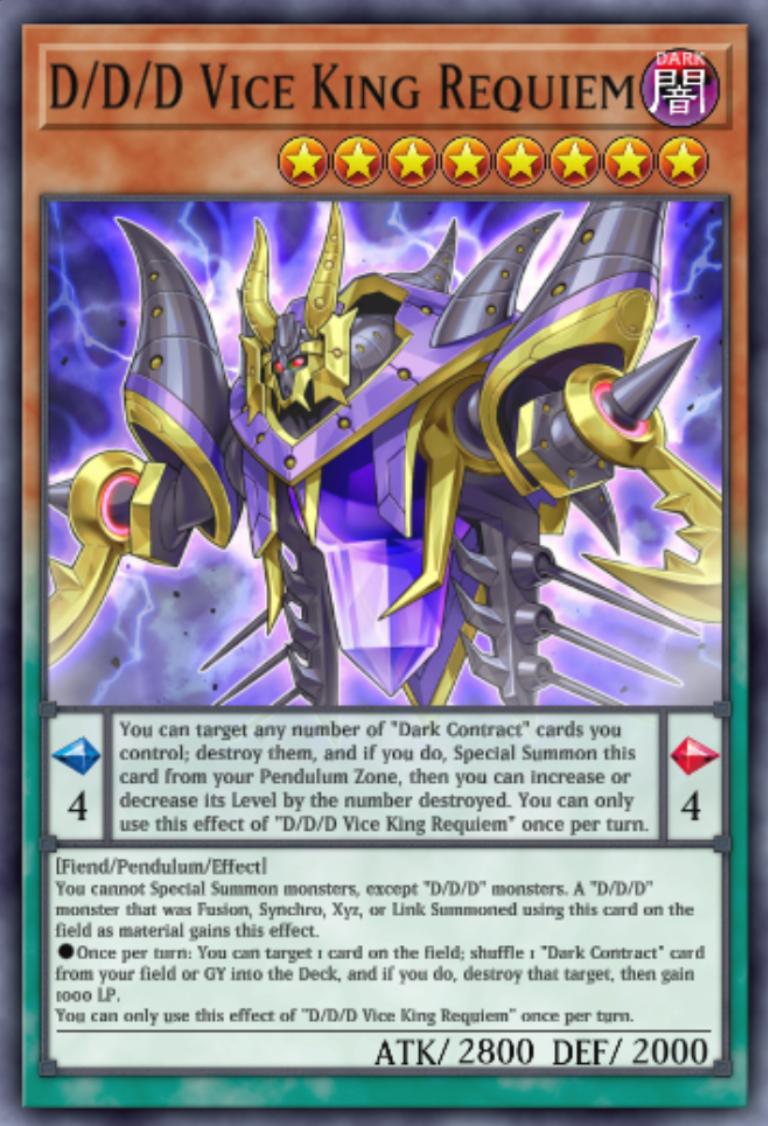 D/D/D Vice King Requiem
DARK
闇
You can target any number of "Dark Contract" cards you
control; destroy them, and if you do, Special Summon this
card from your Pendulum Zone, then you can increase or
decrease its Level by the number destroyed. You can only
use this effect of "D/D/D Vice King Requiem" once per turn.
4
4
[Fiend/Pendulum/Effect]
You cannot Special Summon monsters, except "D/D/D" monsters. A "D/D/D"
monster that was Fusion, Synchro, Xyz, or Link Summoned using this card on the
field as material gains this effect.
●Once per turn: You can target 1 card on the field; shuffle 1 "Dark Contract" card
from your field or GY into the Deck, and if you do, destroy that target, then gain
1000 LP.
You can only use this effect of "D/D/D Vice King Requiem" once per turn.
ATK/ 2800 DEF/ 2000